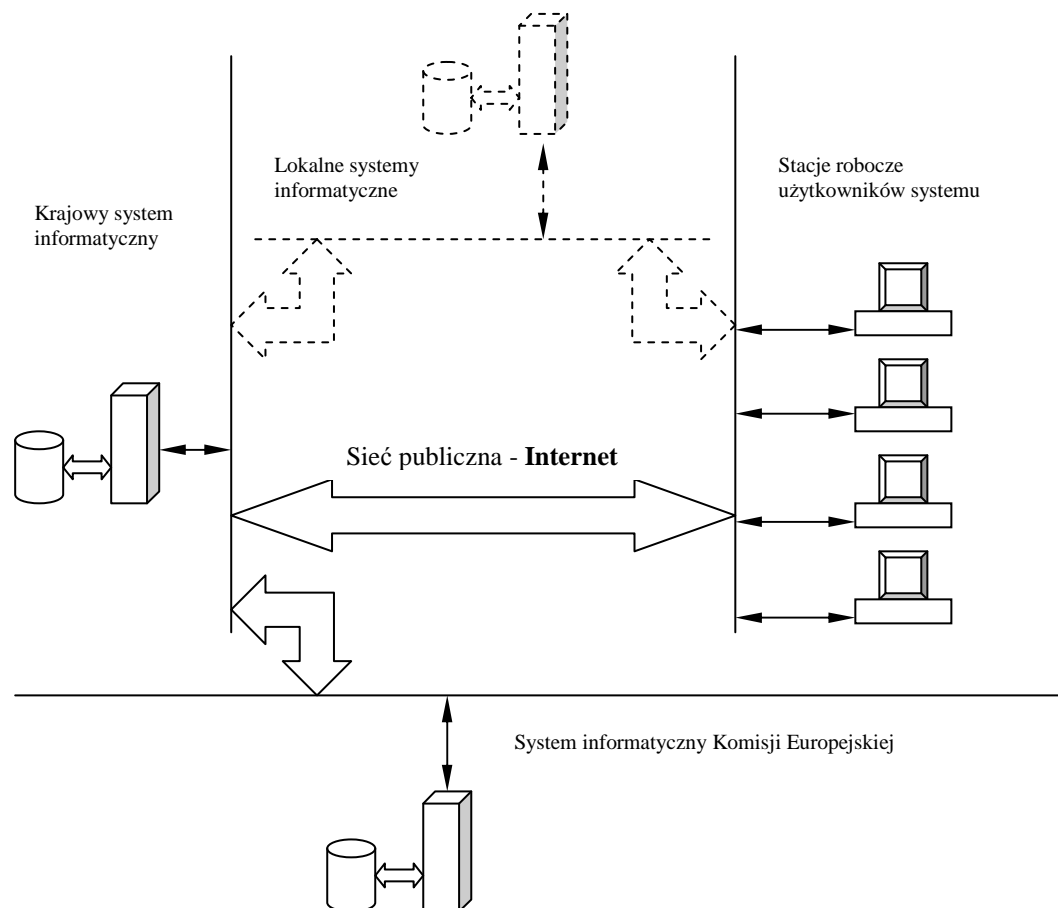 Lokalne systemy
informatyczne
Stacje robocze
użytkowników systemu
Krajowy system
informatyczny
Sieć publiczna - Internet
System informatyczny Komisji Europejskiej